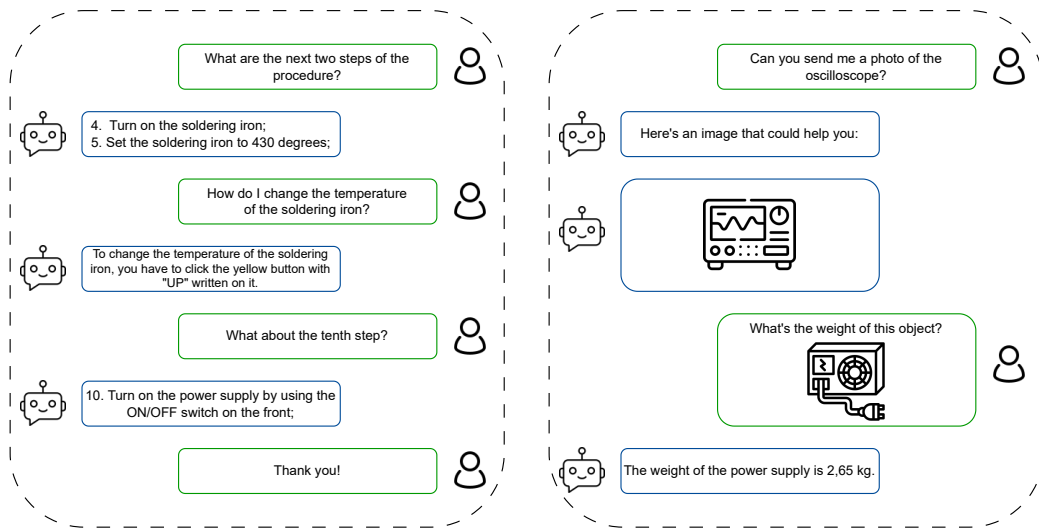 What are the next two steps of the
procedure?
4. Turn on the soldering iron;
5. Set the soldering iron to 430 degrees;
How do I change the temperature
of the soldering iron?
To change the temperature of the soldering
iron, you have to click the yellow button with
"UP" written on it.
What about the tenth step?
10. Turn on the power supply by using the
ON/OFF switch on the front;
Thank you!
Can you send me a photo of the
oscilloscope?
Here's an image that could help you:
What's the weight of this object?
The weight of the power supply is 2,65 kg.